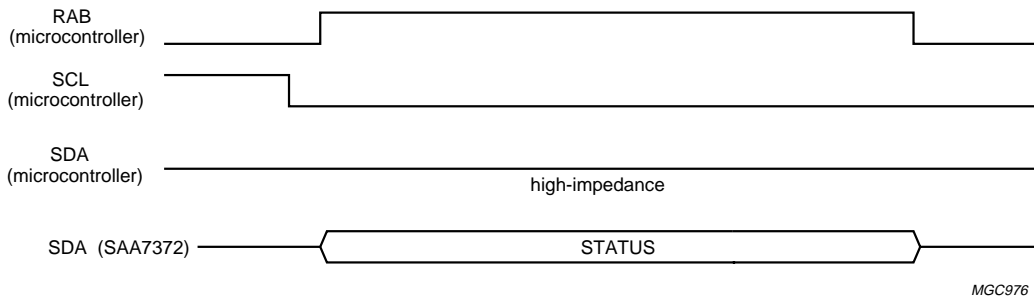 RAB
(microcontroller)
SCL
(microcontroller)
SDA
(microcontroller)
high-impedance
SDA (SAA7372)
STATUS
MGC976